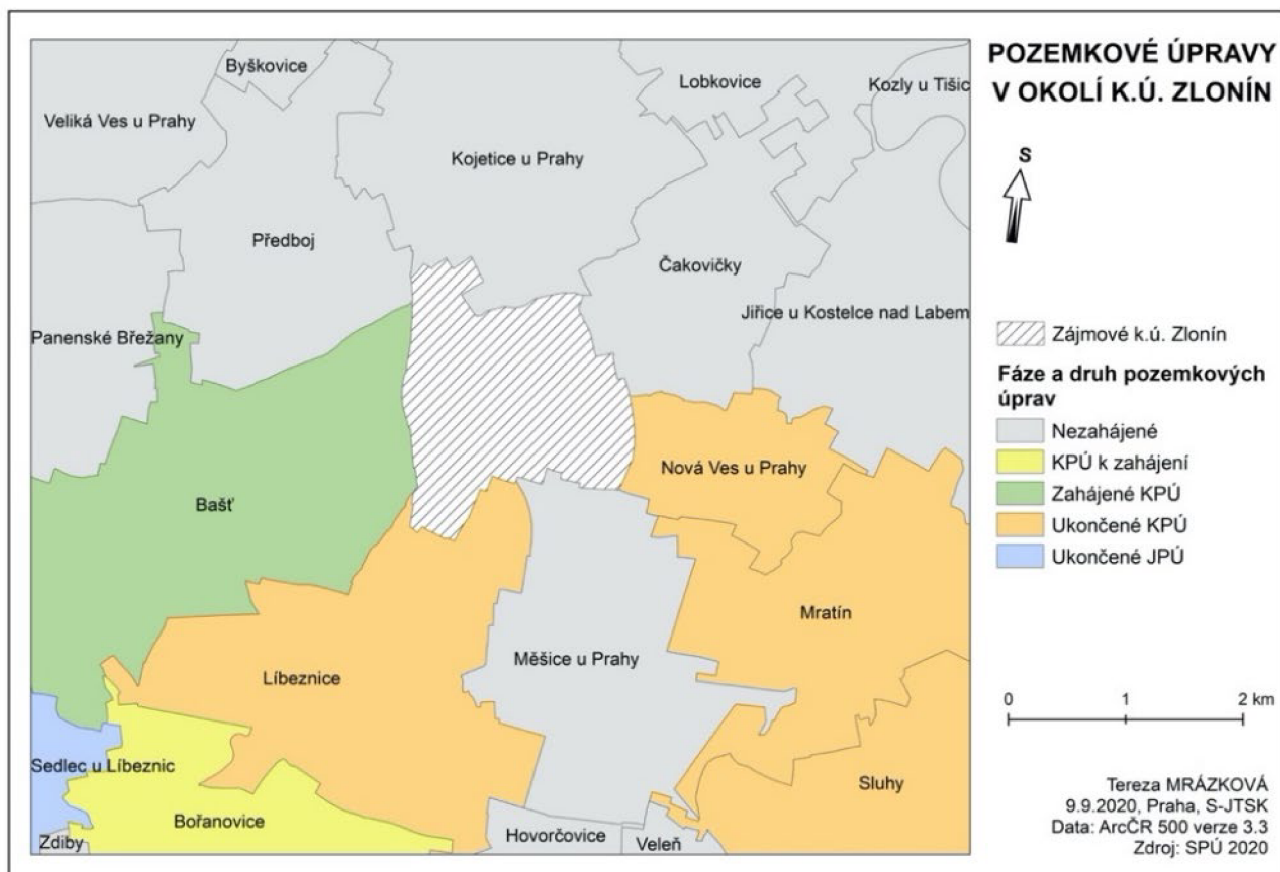 POZEMKOVÉ ÚPRAVY
V OKOLÍ K.Ú. ZLONÍN
S
Zájmové k.ú. Zlonín
Fáze a druh pozemkových
úprav
Nezahájené
KPÚ k zahájení
Zahájené KPÚ
Ukončené KPÚ
Ukončené JPÚ
0 1 2 km
Tereza MRÁZKOVÁ
9.9.2020, Praha, S-JTSK
Data: ArcČR 500 verze 3.3
Zdroj: SPÚ 2020
Byškovice
Lobkovice
Kozly u Tišic
Veliká Ves u Prahy
Kojetice u Prahy
Předboj
Čakovičky
Jiřice u Kostelce nad Labem
Panenské Břežany
Nová Ves u Prahy
Bašť
Mratín
Měšice u Prahy
Líbeznice
Sedlec u Líbeznic
Sluhy
Bořanovice
Hovorčovice
Zdiby
Veleň